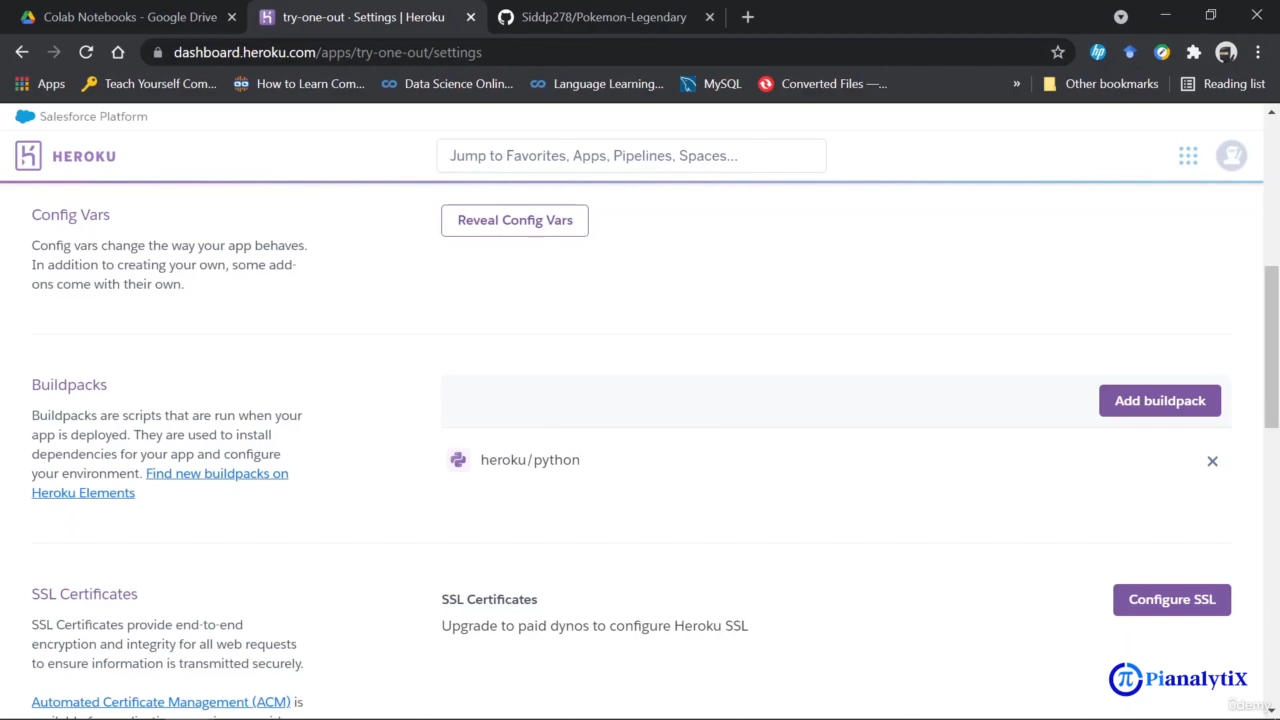 Colab Notebooks - Google Drive
try-one-out · Settings | Heroku
Siddp278/Pokemon-Legendary
dashboard.heroku.com/apps/try-one-out/settings
Apps
Teach Yourself Com...
How to Learn Com...
Data Science Onlin...
Language Learning...
MySQL
Converted Files —...
»
Other bookmarks
Reading list
Salesforce Platform
HEROKU
Jump to Favorites, Apps, Pipelines, Spaces...
Config Vars
Reveal Config Vars
Config vars change the way your app behaves.
In addition to creating your own, some add-
ons come with their own.
Buildpacks
Add buildpack
Buildpacks are scripts that are run when your
app is deployed. They are used to install
dependencies for your app and configure
your environment. Find new buildpacks on
Heroku Elements
heroku/python
SSL Certificates
SSL Certificates
Configure SSL
Upgrade to paid dynos to configure Heroku SSL
SSL Certificates provide end-to-end
encryption and integrity for all web requests
to ensure information is transmitted securely.
Automated Certificate Management (ACM) is
PianalytiX
ûdemy